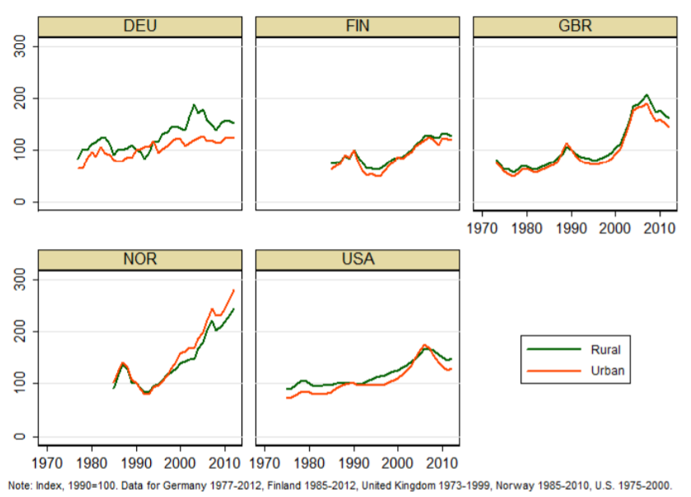 DEU FIN GBR
300
200
100
0
1970 1980 1990 2000 2010
NOR USA
300
200
100
0
Rural
Urban
1970 1980 1990 2000 2010 1970 1980 1990 2000 2010
Note: Index, 1990=100. Data for Germany 1977-2012, Finland 1985-2012, United Kingdom 1973-1999, Norway 1985-2010, U.S. 1975-2000.